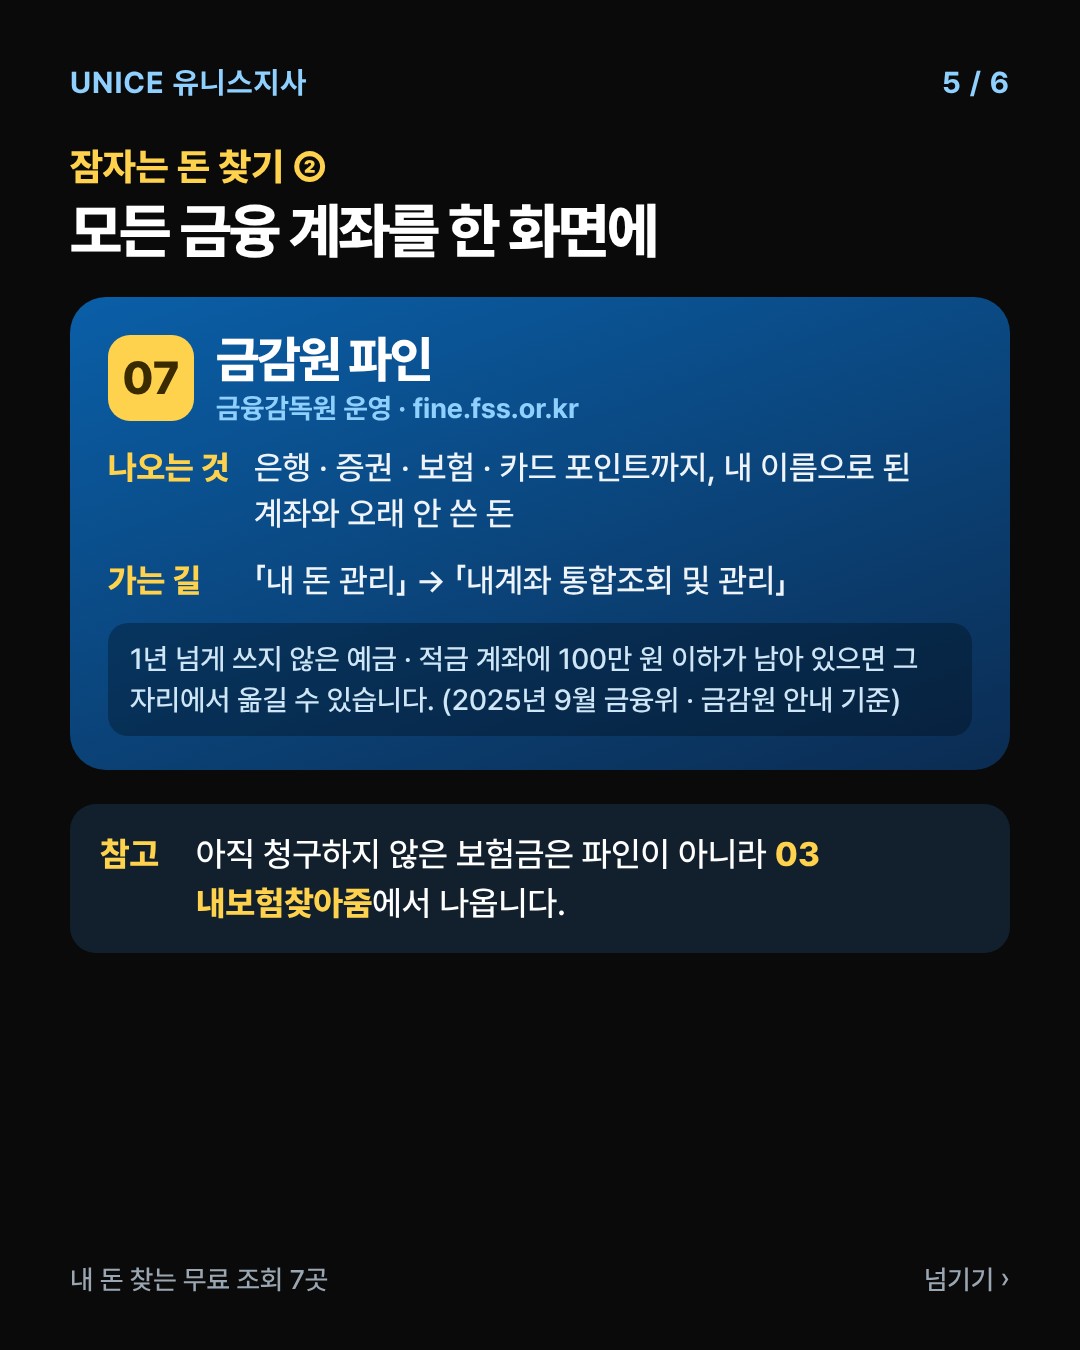 UNICE 유니스지사
5 / 6
잠자는 돈 찾기 ②
모든 금융 계좌를 한 화면에
07
금감원 파인
금융감독원 운영 · fine.fss.or.kr
나오는 것 은행 · 증권 · 보험 · 카드 포인트까지, 내 이름으로 된
계좌와 오래 안 쓴 돈
가는 길 「내 돈 관리」 → 「내계좌 통합조회 및 관리」
1년 넘게 쓰지 않은 예금 · 적금 계좌에 100만 원 이하가 남아 있으면 그
자리에서 옮길 수 있습니다. (2025년 9월 금융위 · 금감원 안내 기준)
참고 아직 청구하지 않은 보험금은 파인이 아니라 03
내보험찾아줌에서 나옵니다.
내 돈 찾는 무료 조회 7곳
넘기기 ›